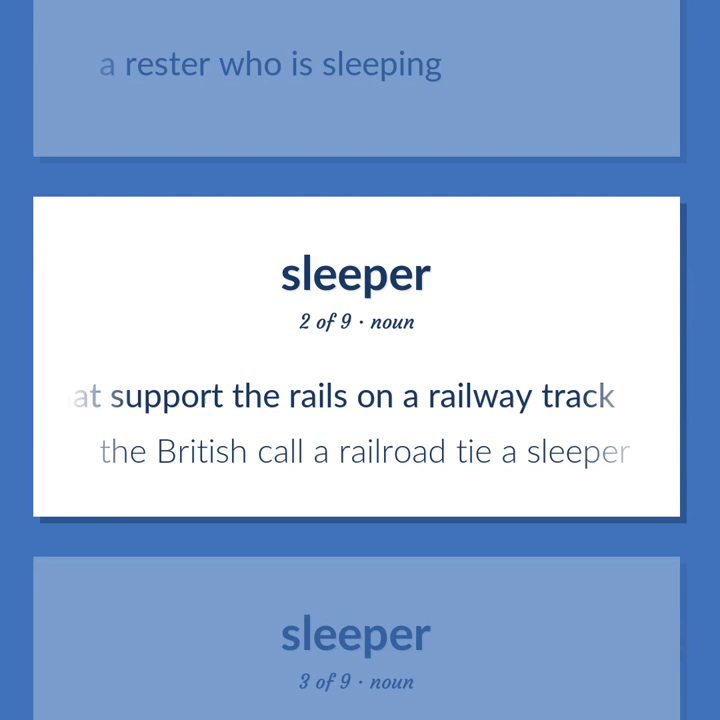 a rester who is sleeping
sleeper
2 of 9 · noun
at support the rails on a railway track
the British call a railroad tie a sleeper
sleeper
3 of 9 · noun